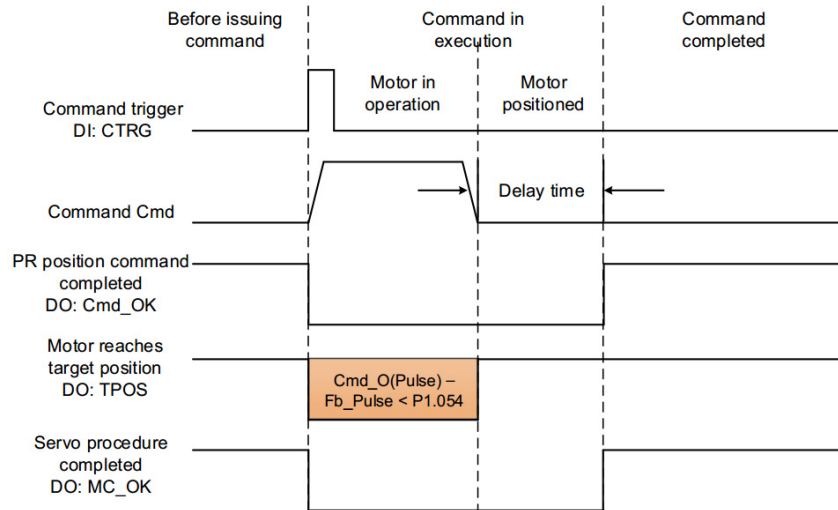 Before issuing
command
Command in
execution
Command
completed
Command trigger
DI: CTRG
Motor in
operation
Motor
positioned
Command Cmd
Delay time
PR position command
completed
DO: Cmd_OK
Motor reaches
target position
DO: TPOS
Cmd_O(Pulse) –
Fb_Pulse < P1.054
Servo procedure
completed
DO: MC_OK